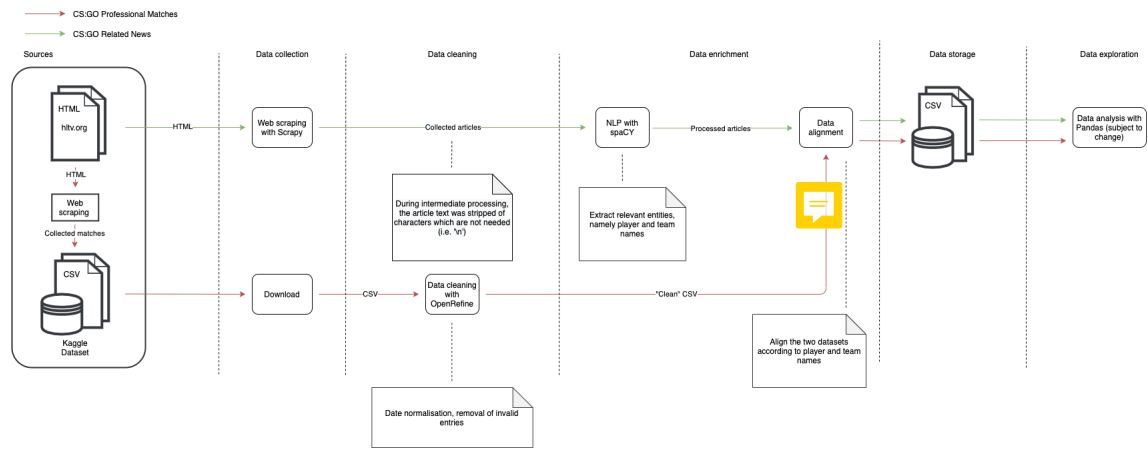 CS:GO Professional Matches
CS:GO Related News
Sources
Data collection
Data cleaning
Data enrichment
Data storage
Data exploration
HTML
hltv.org
HTML
Web
scraping
Collected matches
CSV
Kaggle
Dataset
HTML
Web scraping
with Scrapy
Collected articles
During intermediate processing,
the article text was stripped of
characters which are not needed
(i.e. '\n')
NLP with
spaCY
Processed articles
Extract relevant entities,
namely player and team
names
Data
alignment
CSV
Data analysis with
Pandas (subject to
change)
Download
CSV
Data cleaning
with
OpenRefine
"Clean" CSV
Date normalisation, removal of invalid
entries
Align the two datasets
according to player and team
names